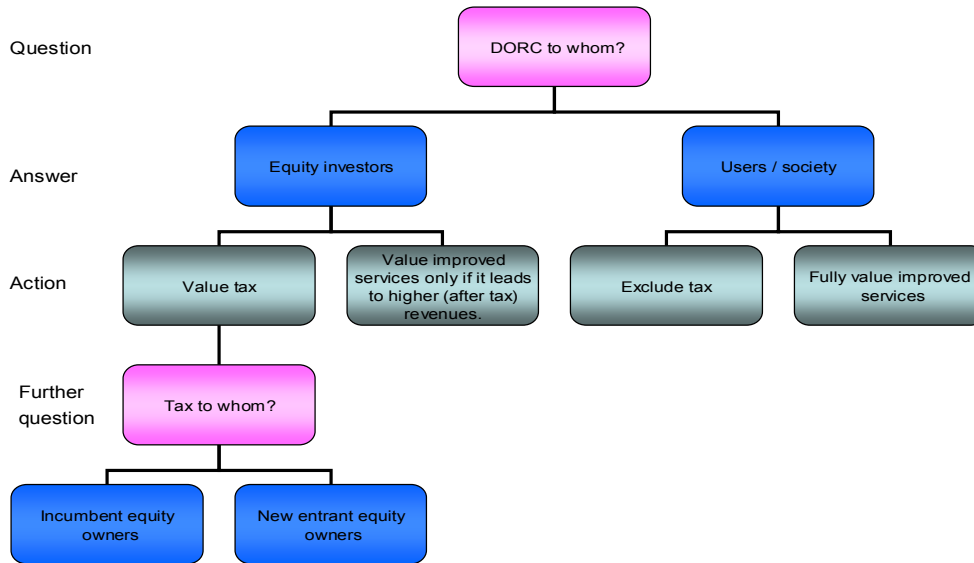 Question
DORC to whom?
Answer
Equity investors
Users / society
Action
Value tax
Value improved
services only if it leads
to higher (after tax)
revenues.
Exclude tax
Fully value improved
services
Further
question
Tax to whom?
Incumbent equity
owners
New entrant equity
owners